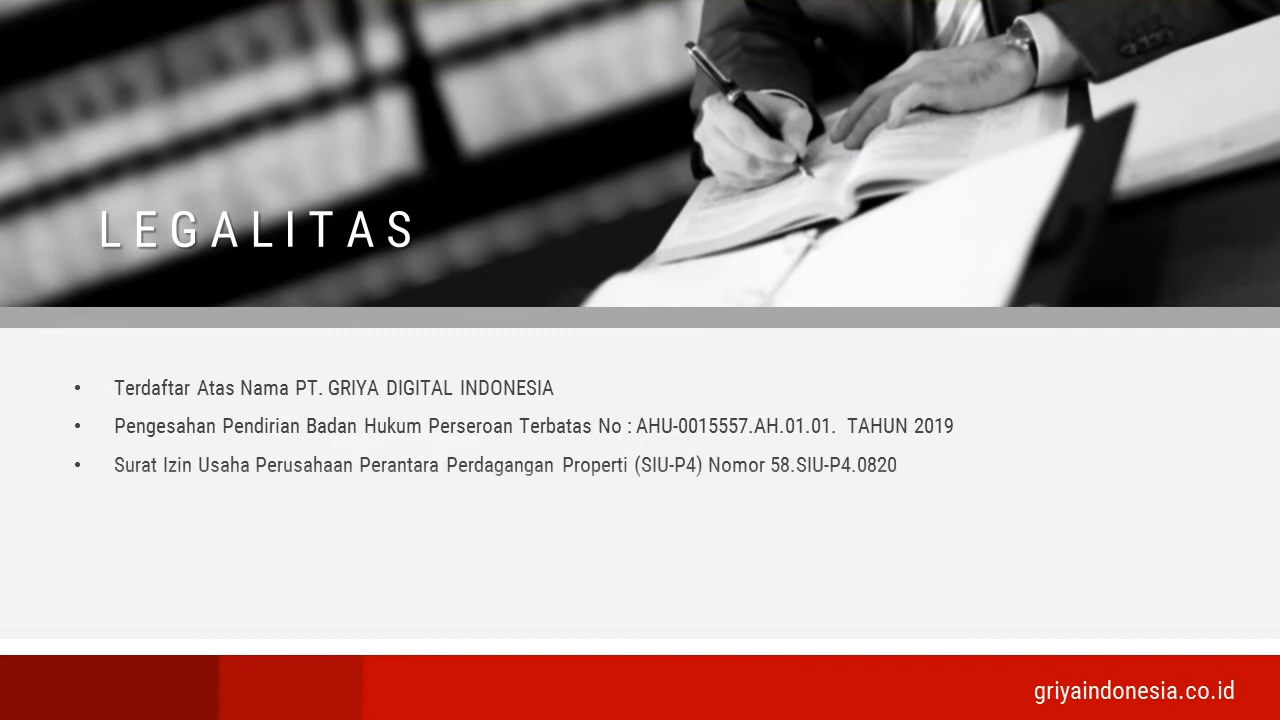 LEGALITAS
• Terdaftar Atas Nama PT. GRIYA DIGITAL INDONESIA
• Pengesahan Pendirian Badan Hukum Perseroan Terbatas No : AHU-0015557.AH.01.01. TAHUN 2019
• Surat Izin Usaha Perusahaan Perantara Perdagangan Properti (SIU-P4) Nomor 58.SIU-P4.0820
griyaindonesia.co.id